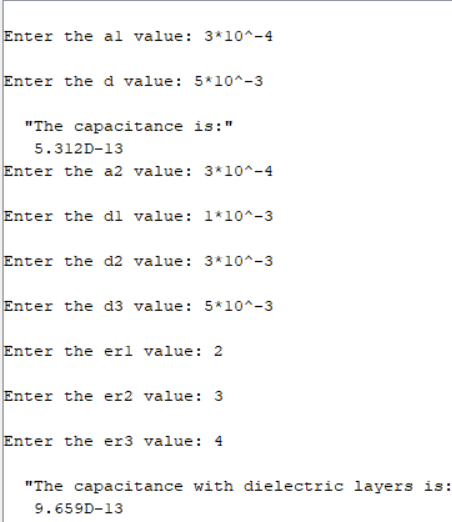 Enter the a1 value: 3*10^-4
Enter the d value: 5*10^-3
"The capacitance is:"
5.312D-13
Enter the a2 value: 3*10^-4
Enter the d1 value: 1*10^-3
Enter the d2 value: 3*10^-3
Enter the d3 value: 5*10^-3
Enter the er1 value: 2
Enter the er2 value: 3
Enter the er3 value: 4
"The capacitance with dielectric layers is:
9.659D-13